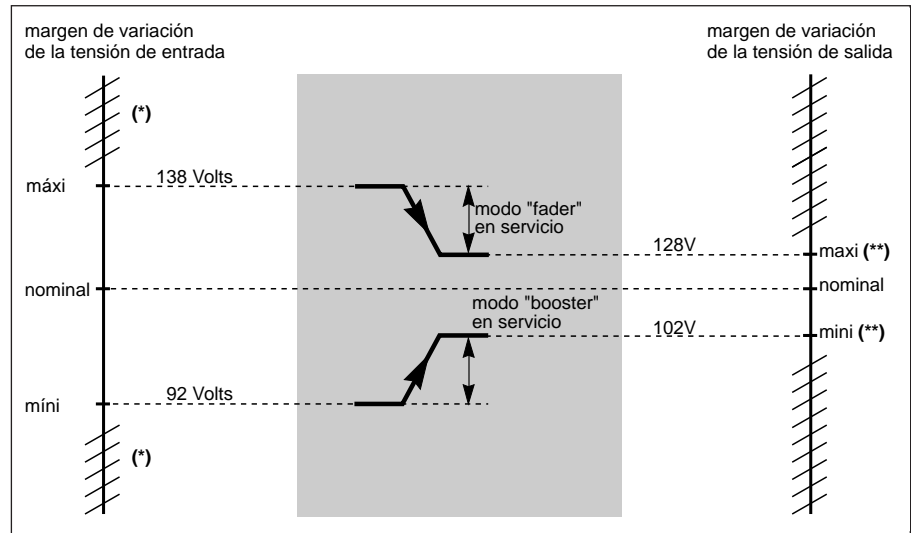 margen de variación
de la tensión de entrada
margen de variación
de la tensión de salida
(*)
máxi
138 Volts
modo "fader"
en servicio
128V
maxi (**)
nominal
nominal
modo "booster"
en servicio
102V
mini (**)
míni
92 Volts
(*)